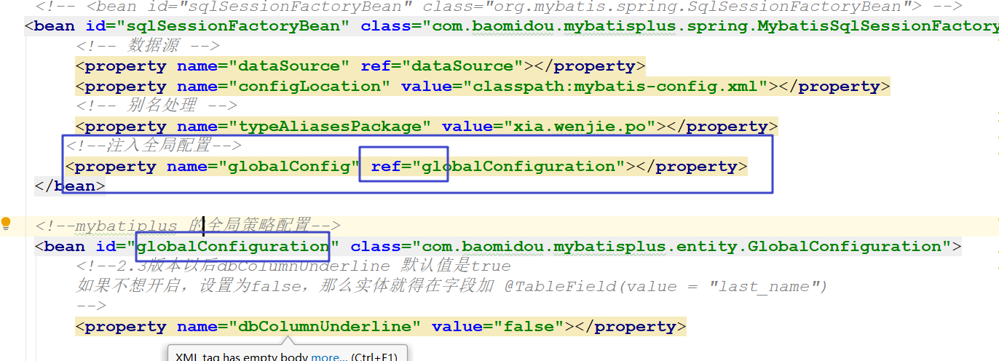 <!-- <bean id="sqlSessionFactoryBean" class="org.mybatis.spring.SqlSessionFactoryBean"> -->
<bean id="sqlSessionFactoryBean" class="com.baomidou.mybatisplus.spring.MybatisSqlSessionFactory
<!-- 数据源 -->
<property name="dataSource" ref="dataSource"></property>
<property name="configLocation" value="classpath:mybatis-config.xml"></property>
<!-- 别名处理 -->
<property name="typeAliasesPackage" value="xia.wenjie.po"></property>
<!--注入全局配置-->
<property name="globalConfig" ref="globalConfiguration"></property>
</bean>
<!--mybatiplus 的全局策略配置-->
<bean id="globalConfiguration" class="com.baomidou.mybatisplus.entity.GlobalConfiguration">
<!--2.3版本以后dbColumnUnderline 默认值是true
如果不想开启，设置为false，那么实体就得在字段加 @TableField(value = "last_name")
-->
<property name="dbColumnUnderline" value="false"></property>
XML tag has empty body more... (Ctrl+F1)